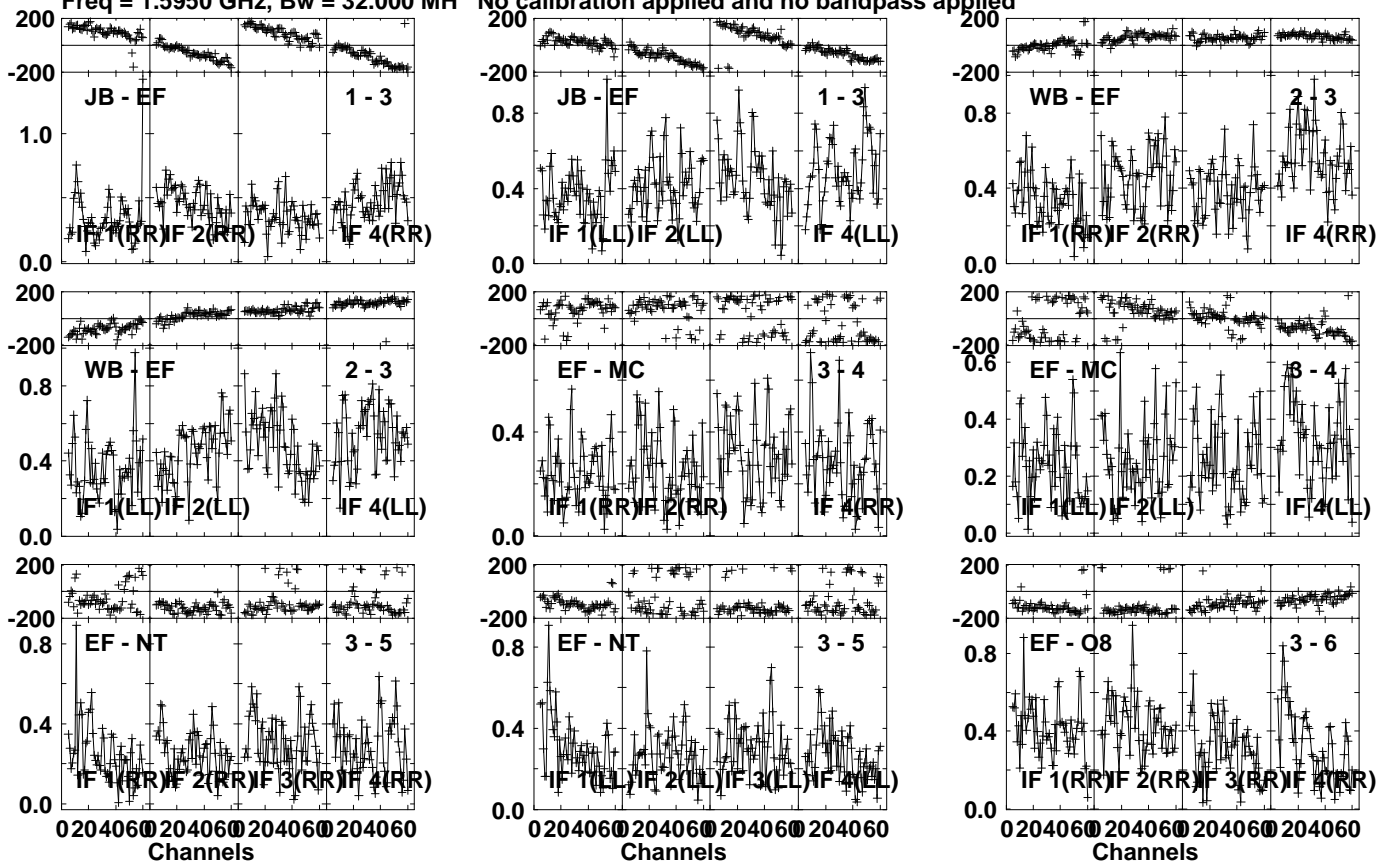 Freq = 1.5950 GHz, Bw = 32.000 MH   No calibration applied and no bandpass applied
200 200 200
-200 -200 -200
JB - EF 1 - 3 JB - EF 1 - 3 WB - EF 2 - 3
1.0 0.8 0.8
0.4 0.4
IF 1(RR) IF 2(RR) IF 4(RR) IF 1(LL) IF 2(LL) IF 4(LL) IF 1(RR) IF 2(RR) IF 4(RR)
0.0 0.0 0.0
200 200 200
-200 -200 -200
WB - EF 2 - 3 EF - MC 3 - 4 EF - MC 3 - 4
0.8 0.6
0.4 0.4 0.4
0.2
IF 1(LL) IF 2(LL) IF 4(LL) IF 1(RR) IF 2(RR) IF 4(RR) IF 1(LL) IF 2(LL) IF 4(LL)
0.0 0.0 0.0
200 200 200
-200 -200 -200
EF - NT 3 - 5 EF - NT 3 - 5 EF - O8 3 - 6
0.8 0.8 0.8
0.4 0.4 0.4
IF 1(RR) IF 2(RR) IF 3(RR) IF 4(RR) IF 1(LL) IF 2(LL) IF 3(LL) IF 4(LL) IF 1(RR) IF 2(RR) IF 3(RR) IF 4(RR)
0.0 0.0 0.0
0 20 40 60 0 20 40 60 0 20 40 60 0 20 40 60 0 20 40 60 0 20 40 60 0 20 40 60 0 20 40 60 0 20 40 60 0 20 40 60 0 20 40 60 0 20 40 60
Channels Channels Channels